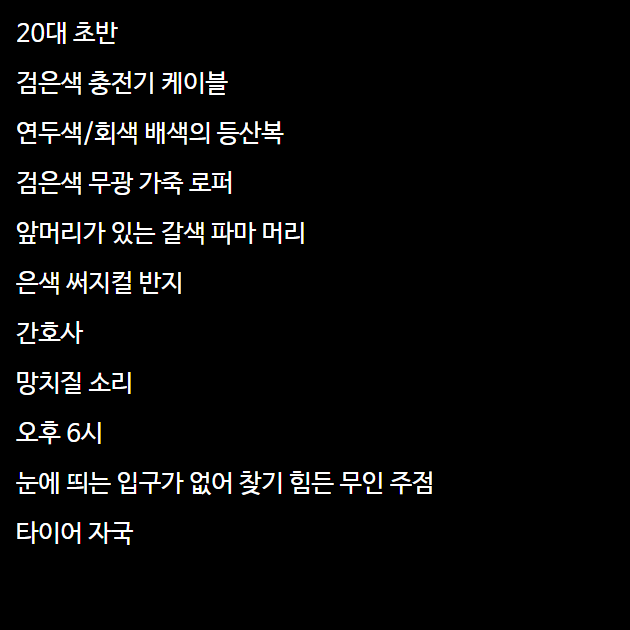 20대 초반
검은색 충전기 케이블
연두색/회색 배색의 등산복
검은색 무광 가죽 로퍼
앞머리가 있는 갈색 파마 머리
은색 써지컬 반지
간호사
망치질 소리
오후 6시
눈에 띄는 입구가 없어 찾기 힘든 무인 주점
타이어 자국